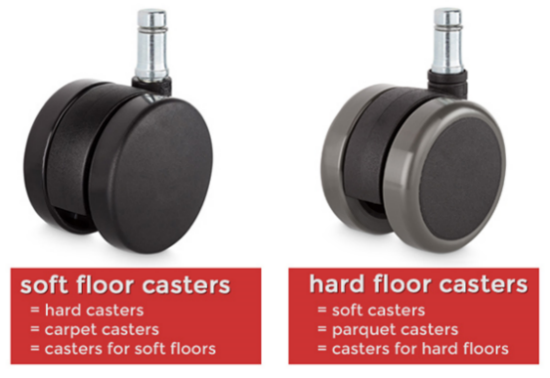 soft floor casters
= hard casters
= carpet casters
= casters for soft floors
hard floor casters
= soft casters
= parquet casters
= casters for hard floors